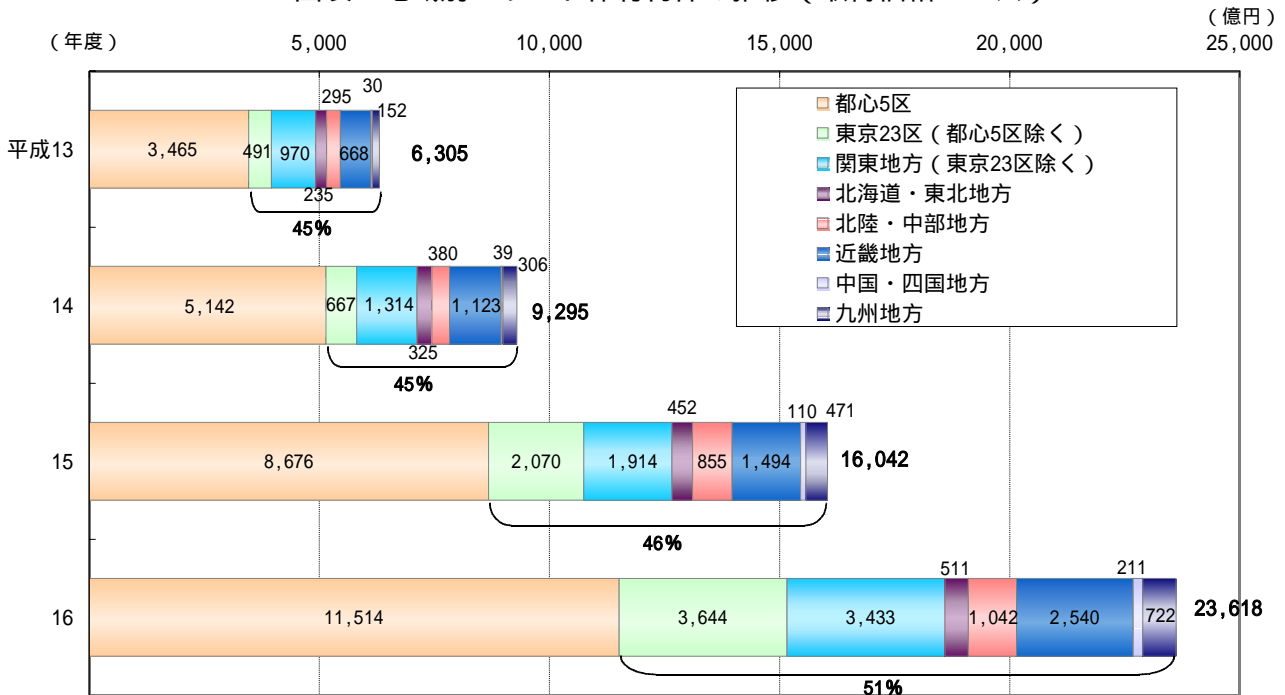 (億円)
(年度) 5,000 10,000 15,000 20,000 25,000
都心5区
東京23区(都心5区除く)
関東地方(東京23区除く)
北海道・東北地方
北陸・中部地方
近畿地方
中国・四国地方
九州地方
295 30 152
平成13 3,465 491 970 668 6,305
235
45%
380 39 306
14 5,142 667 1,314 1,123 9,295
325
45%
452 110 471
15 8,676 2,070 1,914 855 1,494 16,042
46%
511 211
16 11,514 3,644 3,433 1,042 2,540 722 23,618
51%